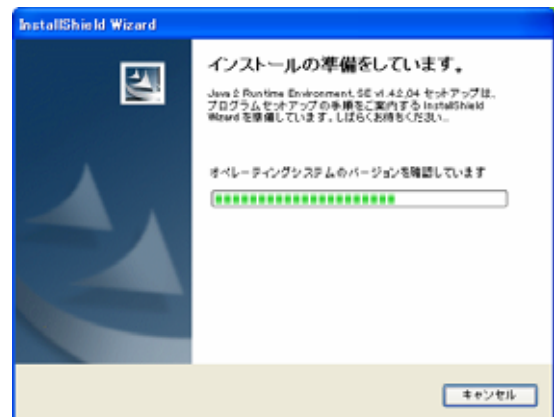 InstallShield Wizard
インストールの準備をしています。
Java 2 Runtime Environment, SE v1.4.2_04 セットアップは、
プログラムセットアップの手順をご案内する InstallShield
Wizard を準備しています。しばらくお待ちください。
オペレーティングシステムのバージョンを確認しています
キャンセル